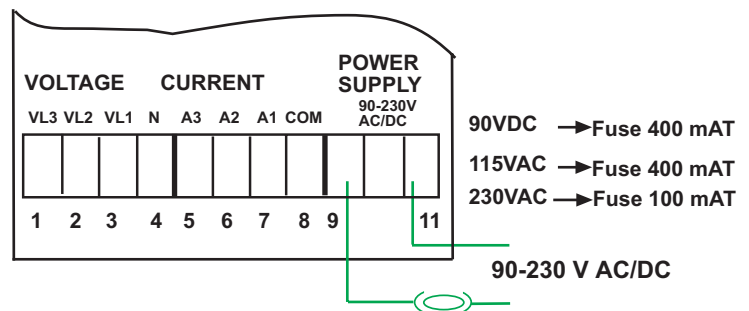 POWER
VOLTAGE CURRENT SUPPLY
90-230V
VL3 VL2 VL1 N A3 A2 A1 COM AC/DC
90VDC Fuse 400 mAT
115VAC Fuse 400 mAT
230VAC Fuse 100 mAT
1 2 3 4 5 6 7 8 9 11
90-230 V AC/DC